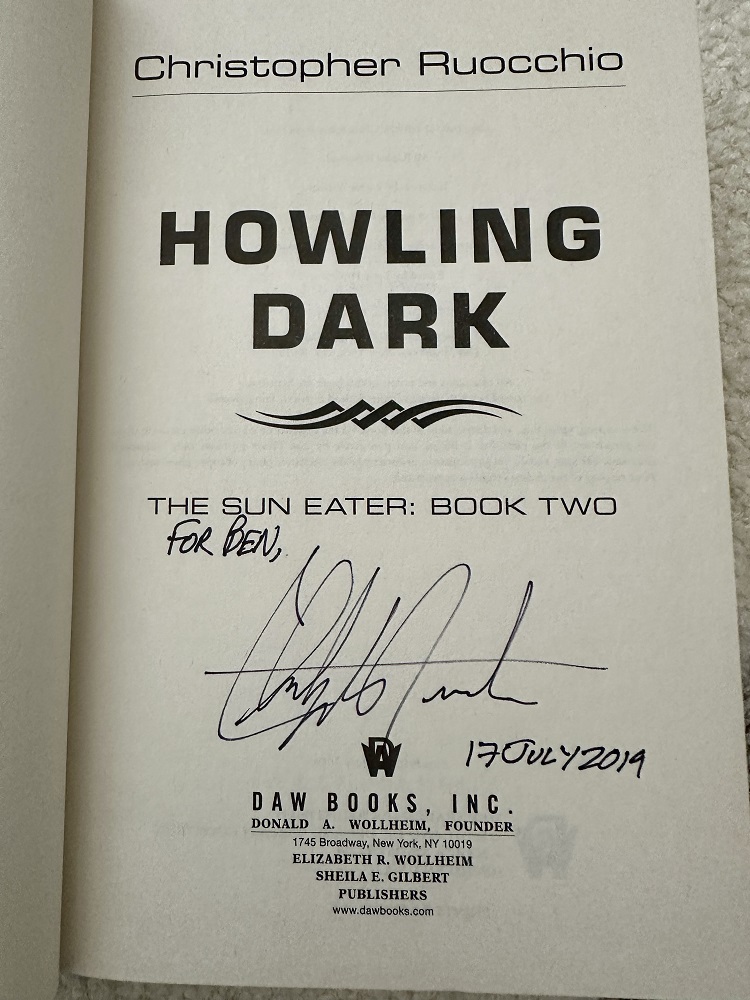 Christopher Ruocchio
HOWLING
DARK
THE SUN EATER: BOOK TWO
FOR BEN,
17 JULY 2019
DAW BOOKS, INC.
DONALD A. WOLLHEIM, FOUNDER
1745 Broadway, New York, NY 10019
ELIZABETH R. WOLLHEIM
SHEILA E. GILBERT
PUBLISHERS
www.dawbooks.com